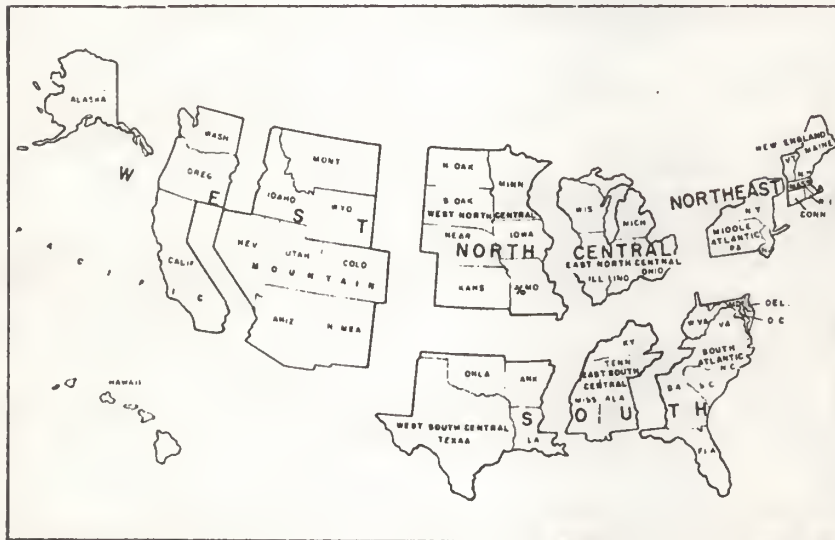 ALASKA
WASH
OREG
MONT
IDAHO
WYO
W E S T
NEV
UTAH
COLO
CALIF
MOUNTAIN
ARIZ
N MEX
PACIFIC
HAWAII
N DAK
MINN
S DAK
WEST NORTH CENTRAL
NEBR
IOWA
KANS
MO
NORTH CENTRAL
WIS
MICH
EAST NORTH CENTRAL
ILL IND OHIO
NEW ENGLAND
MAINE
VT
N H
MASS
R I
CONN
NORTHEAST
N Y
MIDDLE
ATLANTIC
PA
N J
DEL.
D C
MD
W VA
VA
SOUTH
ATLANTIC
N C
GA
S C
FLA
KY
TENN
EAST SOUTH
CENTRAL
MISS ALA
OKLA
ARK
WEST SOUTH CENTRAL
TEXAS
LA
S O U T H